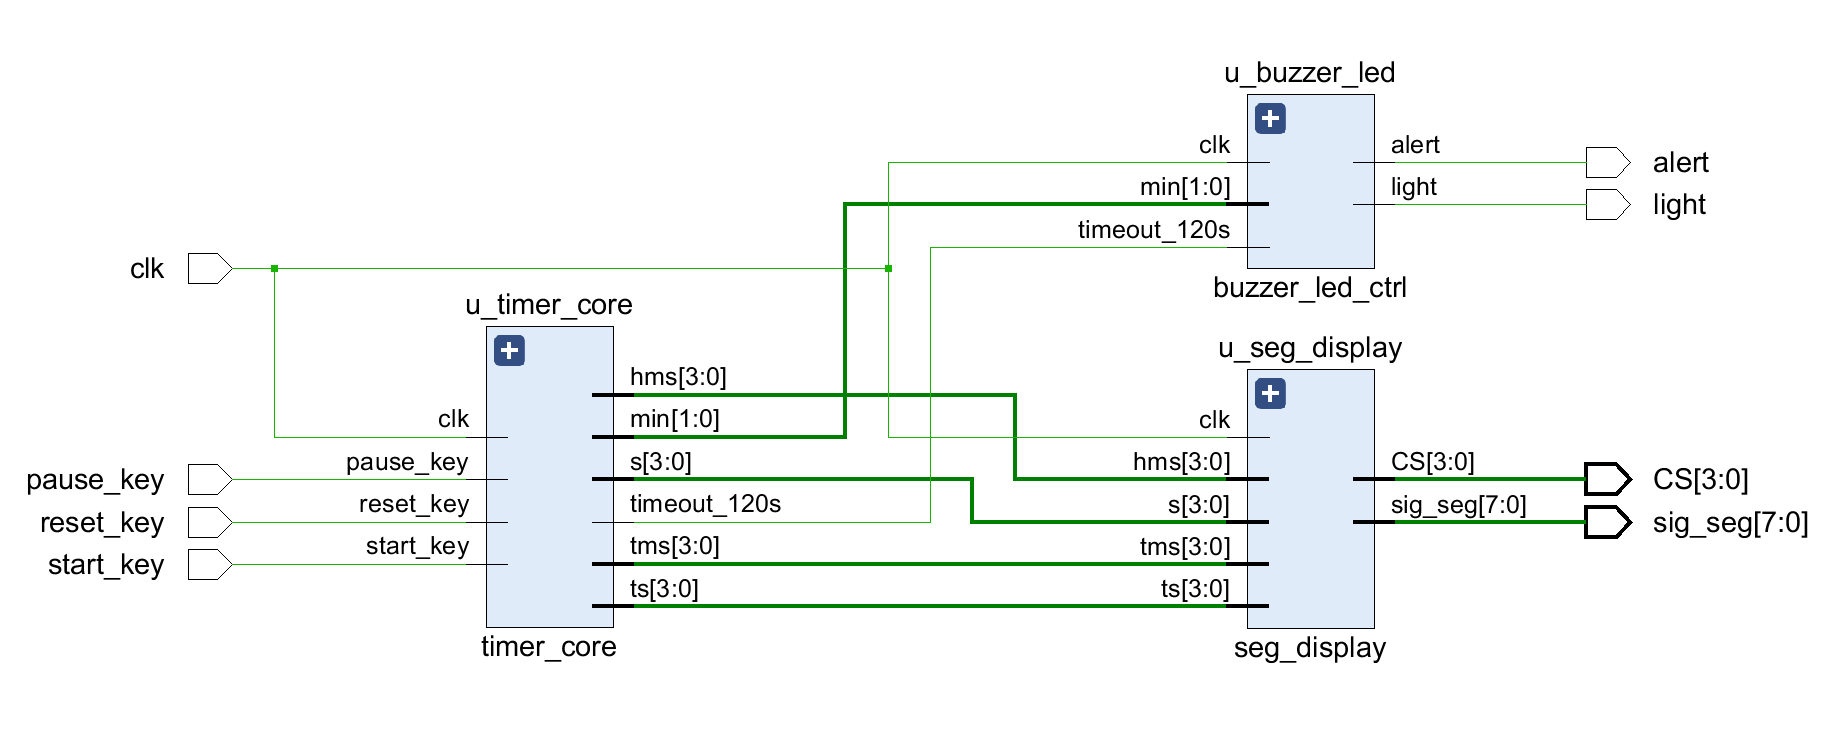 u_buzzer_led
clk
min[1:0]
timeout_120s
alert
light
buzzer_led_ctrl
alert
light
clk
u_timer_core
clk
pause_key
reset_key
start_key
hms[3:0]
min[1:0]
s[3:0]
timeout_120s
tms[3:0]
ts[3:0]
timer_core
pause_key
reset_key
start_key
u_seg_display
clk
hms[3:0]
s[3:0]
tms[3:0]
ts[3:0]
CS[3:0]
sig_seg[7:0]
seg_display
CS[3:0]
sig_seg[7:0]